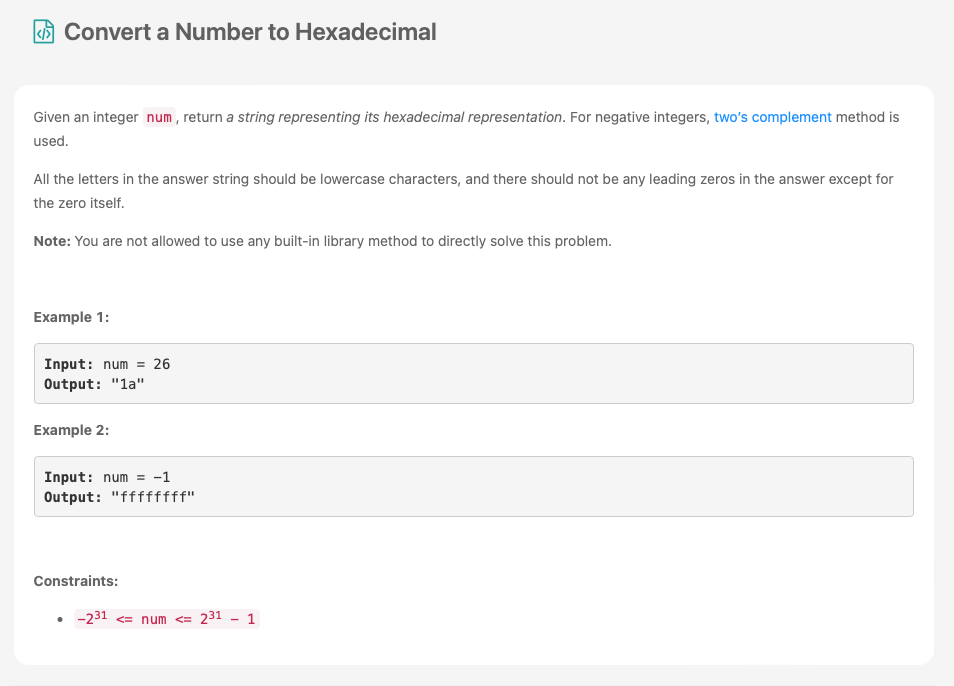 Convert a Number to Hexadecimal
Given an integer num, return a string representing its hexadecimal representation. For negative integers, two’s complement method is
used.
All the letters in the answer string should be lowercase characters, and there should not be any leading zeros in the answer except for
the zero itself.
Note: You are not allowed to use any built-in library method to directly solve this problem.
Example 1:
Input: num = 26
Output: "1a"
Example 2:
Input: num = -1
Output: "ffffffff"
Constraints:
• -2³¹ <= num <= 2³¹ - 1